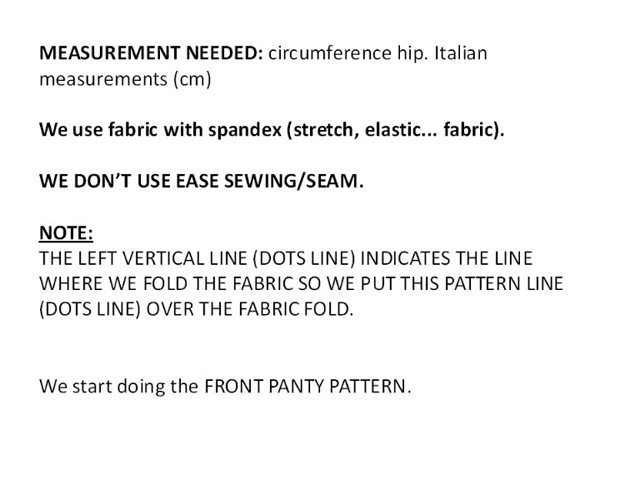 MEASUREMENT NEEDED: circumference hip. Italian
measurements (cm)
We use fabric with spandex (stretch, elastic... fabric).
WE DON'T USE EASE SEWING/SEAM.
NOTE:
THE LEFT VERTICAL LINE (DOTS LINE) INDICATES THE LINE
WHERE WE FOLD THE FABRIC SO WE PUT THIS PATTERN LINE
(DOTS LINE) OVER THE FABRIC FOLD.
We start doing the FRONT PANTY PATTERN.